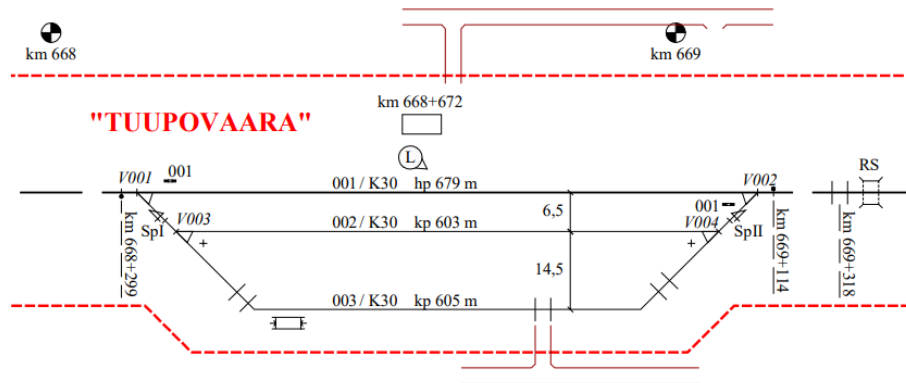 km 668
km 669
km 668+672
"TUUPOVAARA"
L
V001
001
001 / K30 hp 679 m
V002
RS
6,5
001
SpI
V003
002 / K30 kp 603 m
V004
SpII
km 668+299
14,5
km 669+114
km 669+318
003 / K30 kp 605 m